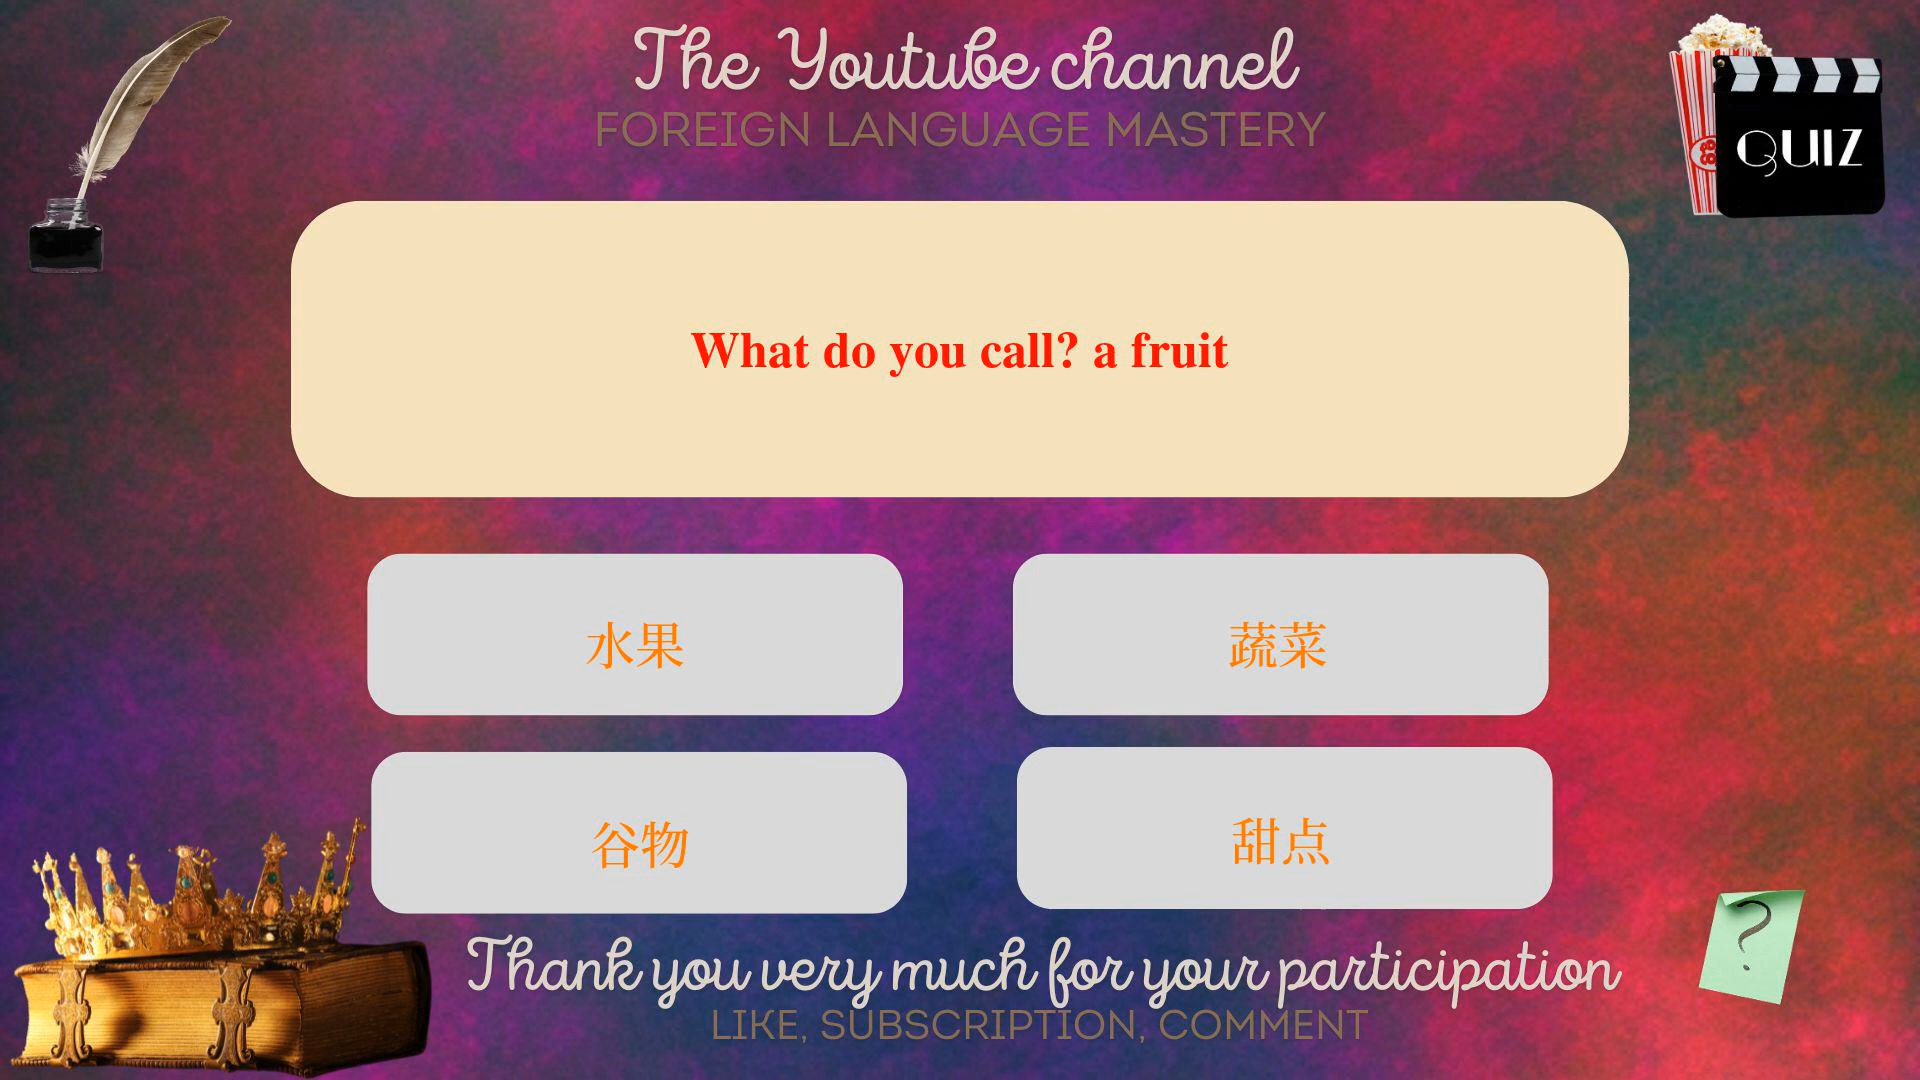 The Youtube channel
FOREIGN LANGUAGE MASTERY
QUIZ
88
What do you call? a fruit
水果
蔬菜
谷物
甜点
?
Thank you very much for your participation
LIKE, SUBSCRIPTION, COMMENT